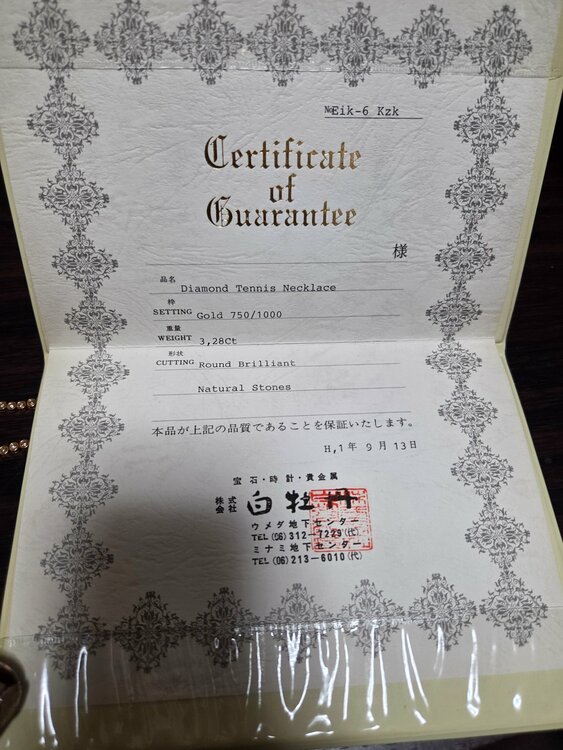 NoEik-6 Kzk
Certificate
of
Guarantee
様
品名 Diamond Tennis Necklace
枠
SETTING Gold 750/1000
重量
WEIGHT 3,28Ct
形状
CUTTING Round Brilliant
Natural Stones
本品が上記の品質であることを保証いたします。
H,1年 9月13日
宝石・時計・貴金属
株式会社 白牡丹
ウメダ地下センター
TEL (06) 312-7229(代)
ミナミ地下センター
TEL (06) 213-6010(代)